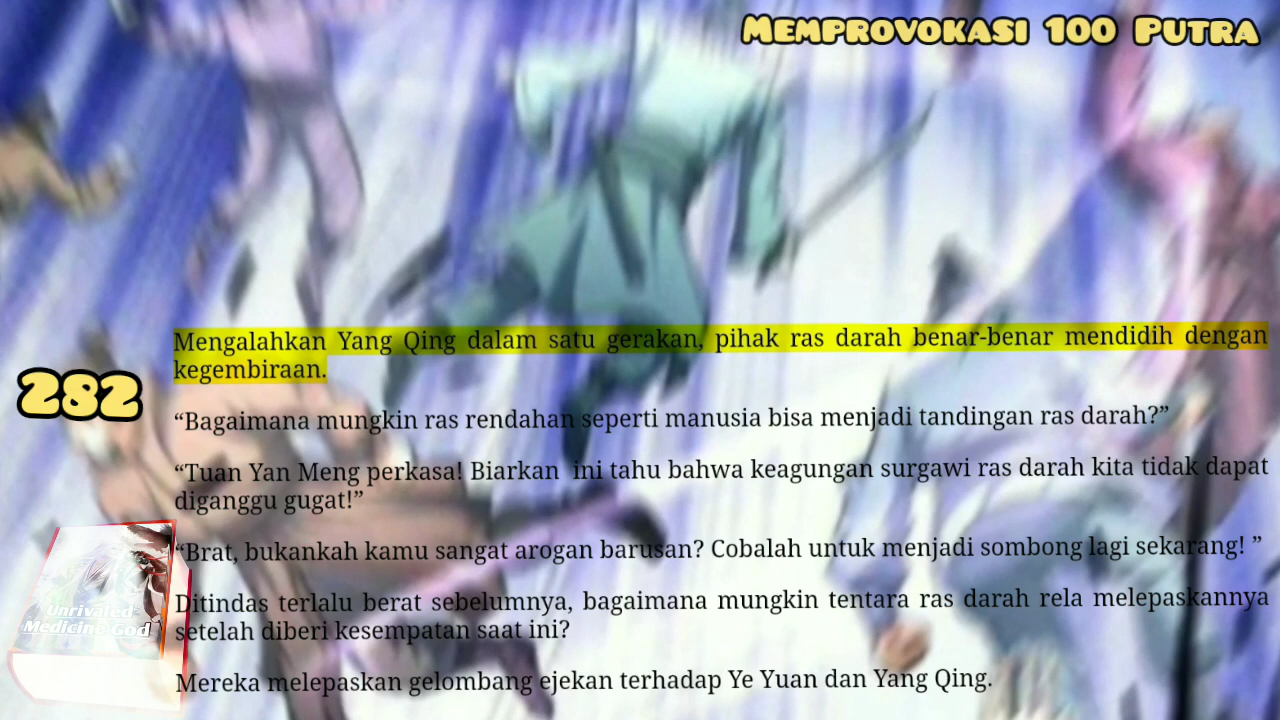 Memprovokasi 100 Putra
Mengalahkan Yang Qing dalam satu gerakan, pihak ras darah benar-benar mendidih dengan
kegembiraan.
282
“Bagaimana mungkin ras rendahan seperti manusia bisa menjadi tandingan ras darah?”
“Tuan Yan Meng perkasa! Biarkan  ini tahu bahwa keagungan surgawi ras darah kita tidak dapat
diganggu gugat!”
“Brat, bukankah kamu sangat arogan barusan? Cobalah untuk menjadi sombong lagi sekarang! ”
Ditindas terlalu berat sebelumnya, bagaimana mungkin tentara ras darah rela melepaskannya
setelah diberi kesempatan saat ini?
Mereka melepaskan gelombang ejekan terhadap Ye Yuan dan Yang Qing.
Unrivaled
Medicine God